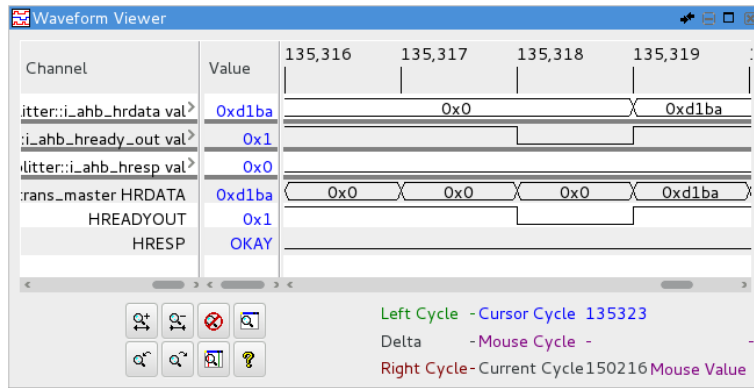 Waveform Viewer
135,316 135,317 135,318 135,319
Channel Value
itter::i_ahb_hrdata val 0xd1ba 0x0 0xd1ba
:i_ahb_hready_out val 0x1
litter::i_ahb_hresp val 0x0
trans_master HRDATA 0xd1ba 0x0 0x0 0x0 0xd1ba
HREADYOUT 0x1
HRESP OKAY
Left Cycle - Cursor Cycle 135323
Delta - Mouse Cycle - -
Right Cycle - Current Cycle 150216 Mouse Value